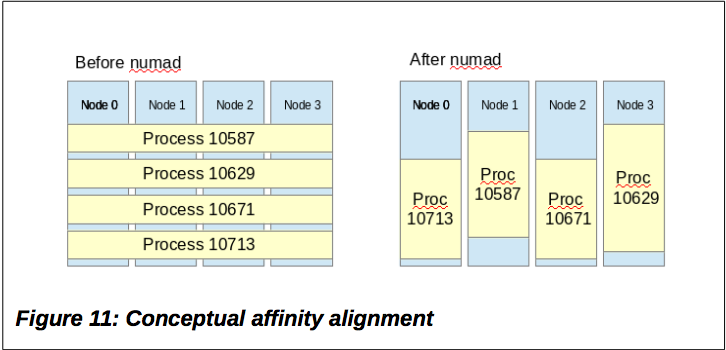 Before numad
Node 0 Node 1 Node 2 Node 3
Process 10587
Process 10629
Process 10671
Process 10713
After numad
Node 0 Node 1 Node 2 Node 3
Proc
10713
Proc
10587
Proc
10671
Proc
10629
Figure 11: Conceptual affinity alignment